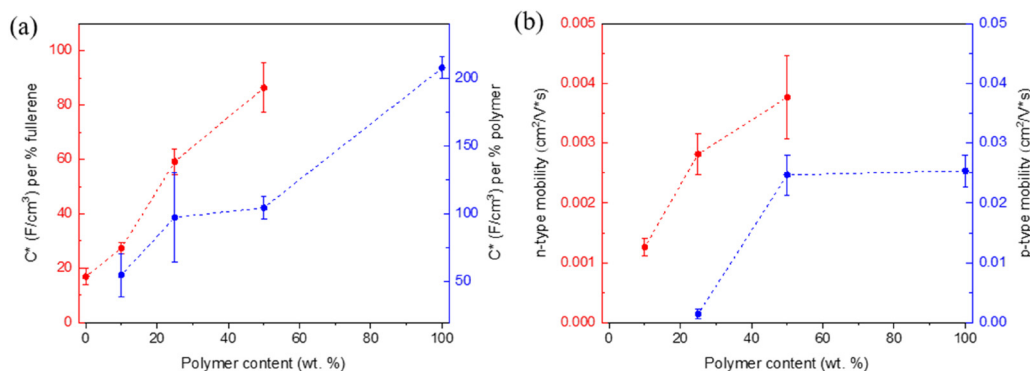 (a)
100
80
60
40
20
0
C* (F/cm³) per % fullerene
200
150
100
50
C* (F/cm³) per % polymer
0 20 40 60 80 100
Polymer content (wt. %)
(b)
0.005
0.004
0.003
0.002
0.001
0.000
n-type mobility (cm²/V*s)
0.05
0.04
0.03
0.02
0.01
0.00
p-type mobility (cm²/V*s)
0 20 40 60 80 100
Polymer content (wt. %)